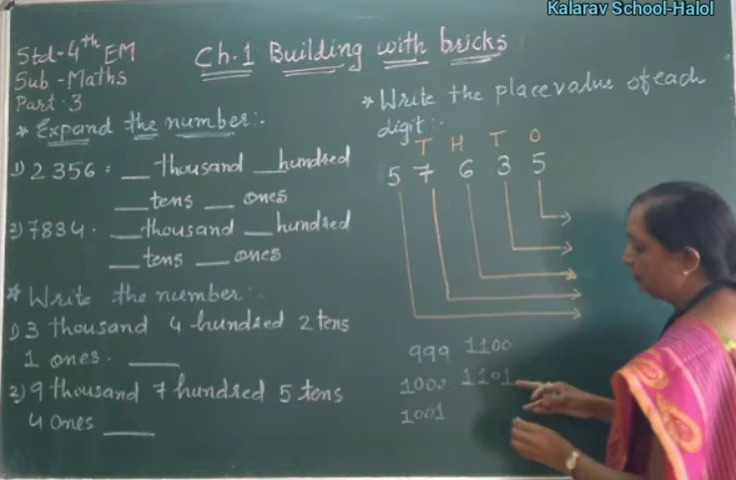 Kalarav School-Halol
Std-4th EM
Sub-Maths
Part.3
Ch.1 Building with bricks
* Expand the number:-
1) 2356 = __ thousand __ hundred
__ tens __ ones
2) 7834. __ thousand __ hundred
__ tens __ ones.
* Write the number:-
1) 3 thousand 4 hundred 2 tens
1 ones. ____
2) 9 thousand 7 hundred 5 tens
4 ones ____
* Write the place value of each
digit:-
T H T O
5 7 6 3 5
999 1100
1000 1101
1001